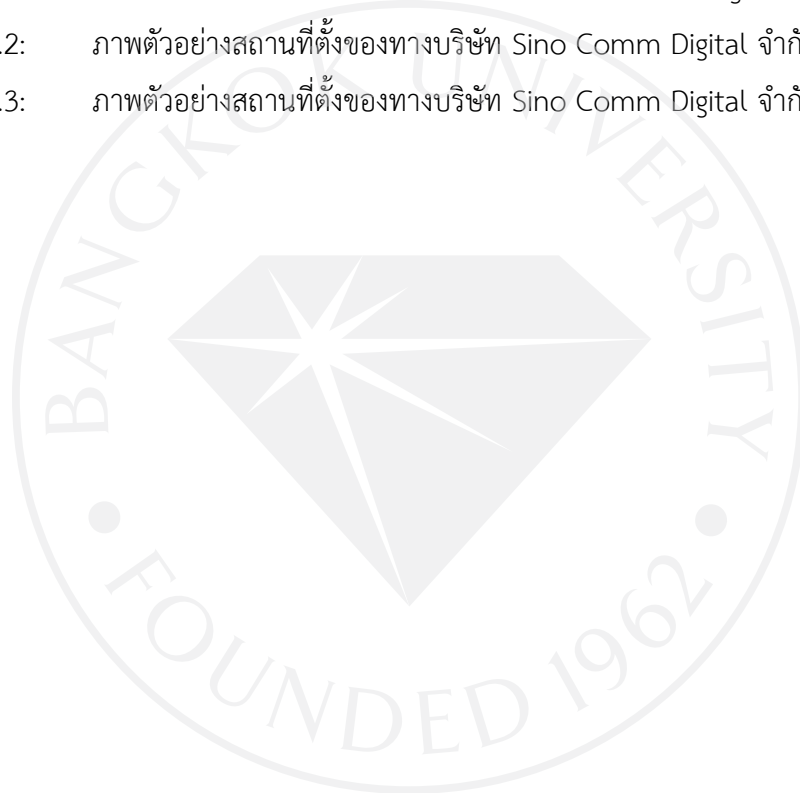 .2: ภาพตัวอย่างสถานที่ตั้งของทางบริษัท Sino Comm Digital จำกั
.3: ภาพตัวอย่างสถานที่ตั้งของทางบริษัท Sino Comm Digital จำกั
BANGKOK UNIVERSITY
• FOUNDED 1962 •